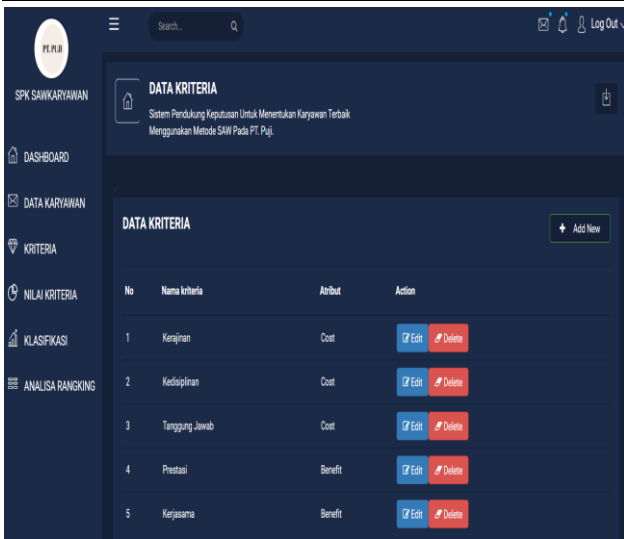 PT. PUJI
SPK SAWKARYAWAN
DASHBOARD
DATA KARYAWAN
KRITERIA
NILAI KRITERIA
KLASIFIKASI
ANALISA RANGKING
Search...
Log Out
DATA KRITERIA
Sistem Pendukung Keputusan Untuk Menentukan Karyawan Terbaik
Menggunakan Metode SAW Pada PT. Puji.
DATA KRITERIA
+ Add New
No Nama kriteria Atribut Action
1 Kerajinan Cost Edit Delete
2 Kedisiplinan Cost Edit Delete
3 Tanggung Jawab Cost Edit Delete
4 Prestasi Benefit Edit Delete
5 Kerjasama Benefit Edit Delete